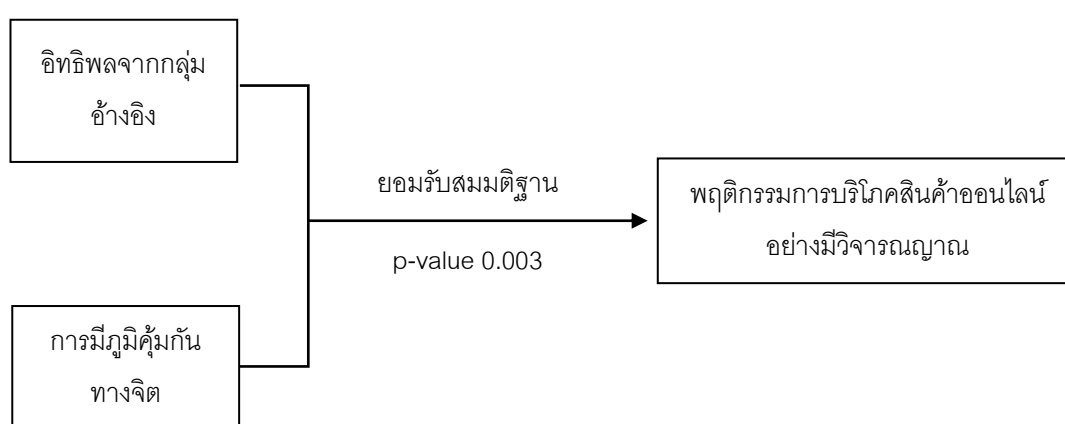 อิทธิพลจากกลุ่ม
อ้างอิง
ยอมรับสมมติฐาน
p-value 0.003
พฤติกรรมการบริโภคสินค้าออนไลน์
อย่างมีวิจารณญาณ
การมีภูมิคุ้มกัน
ทางจิต